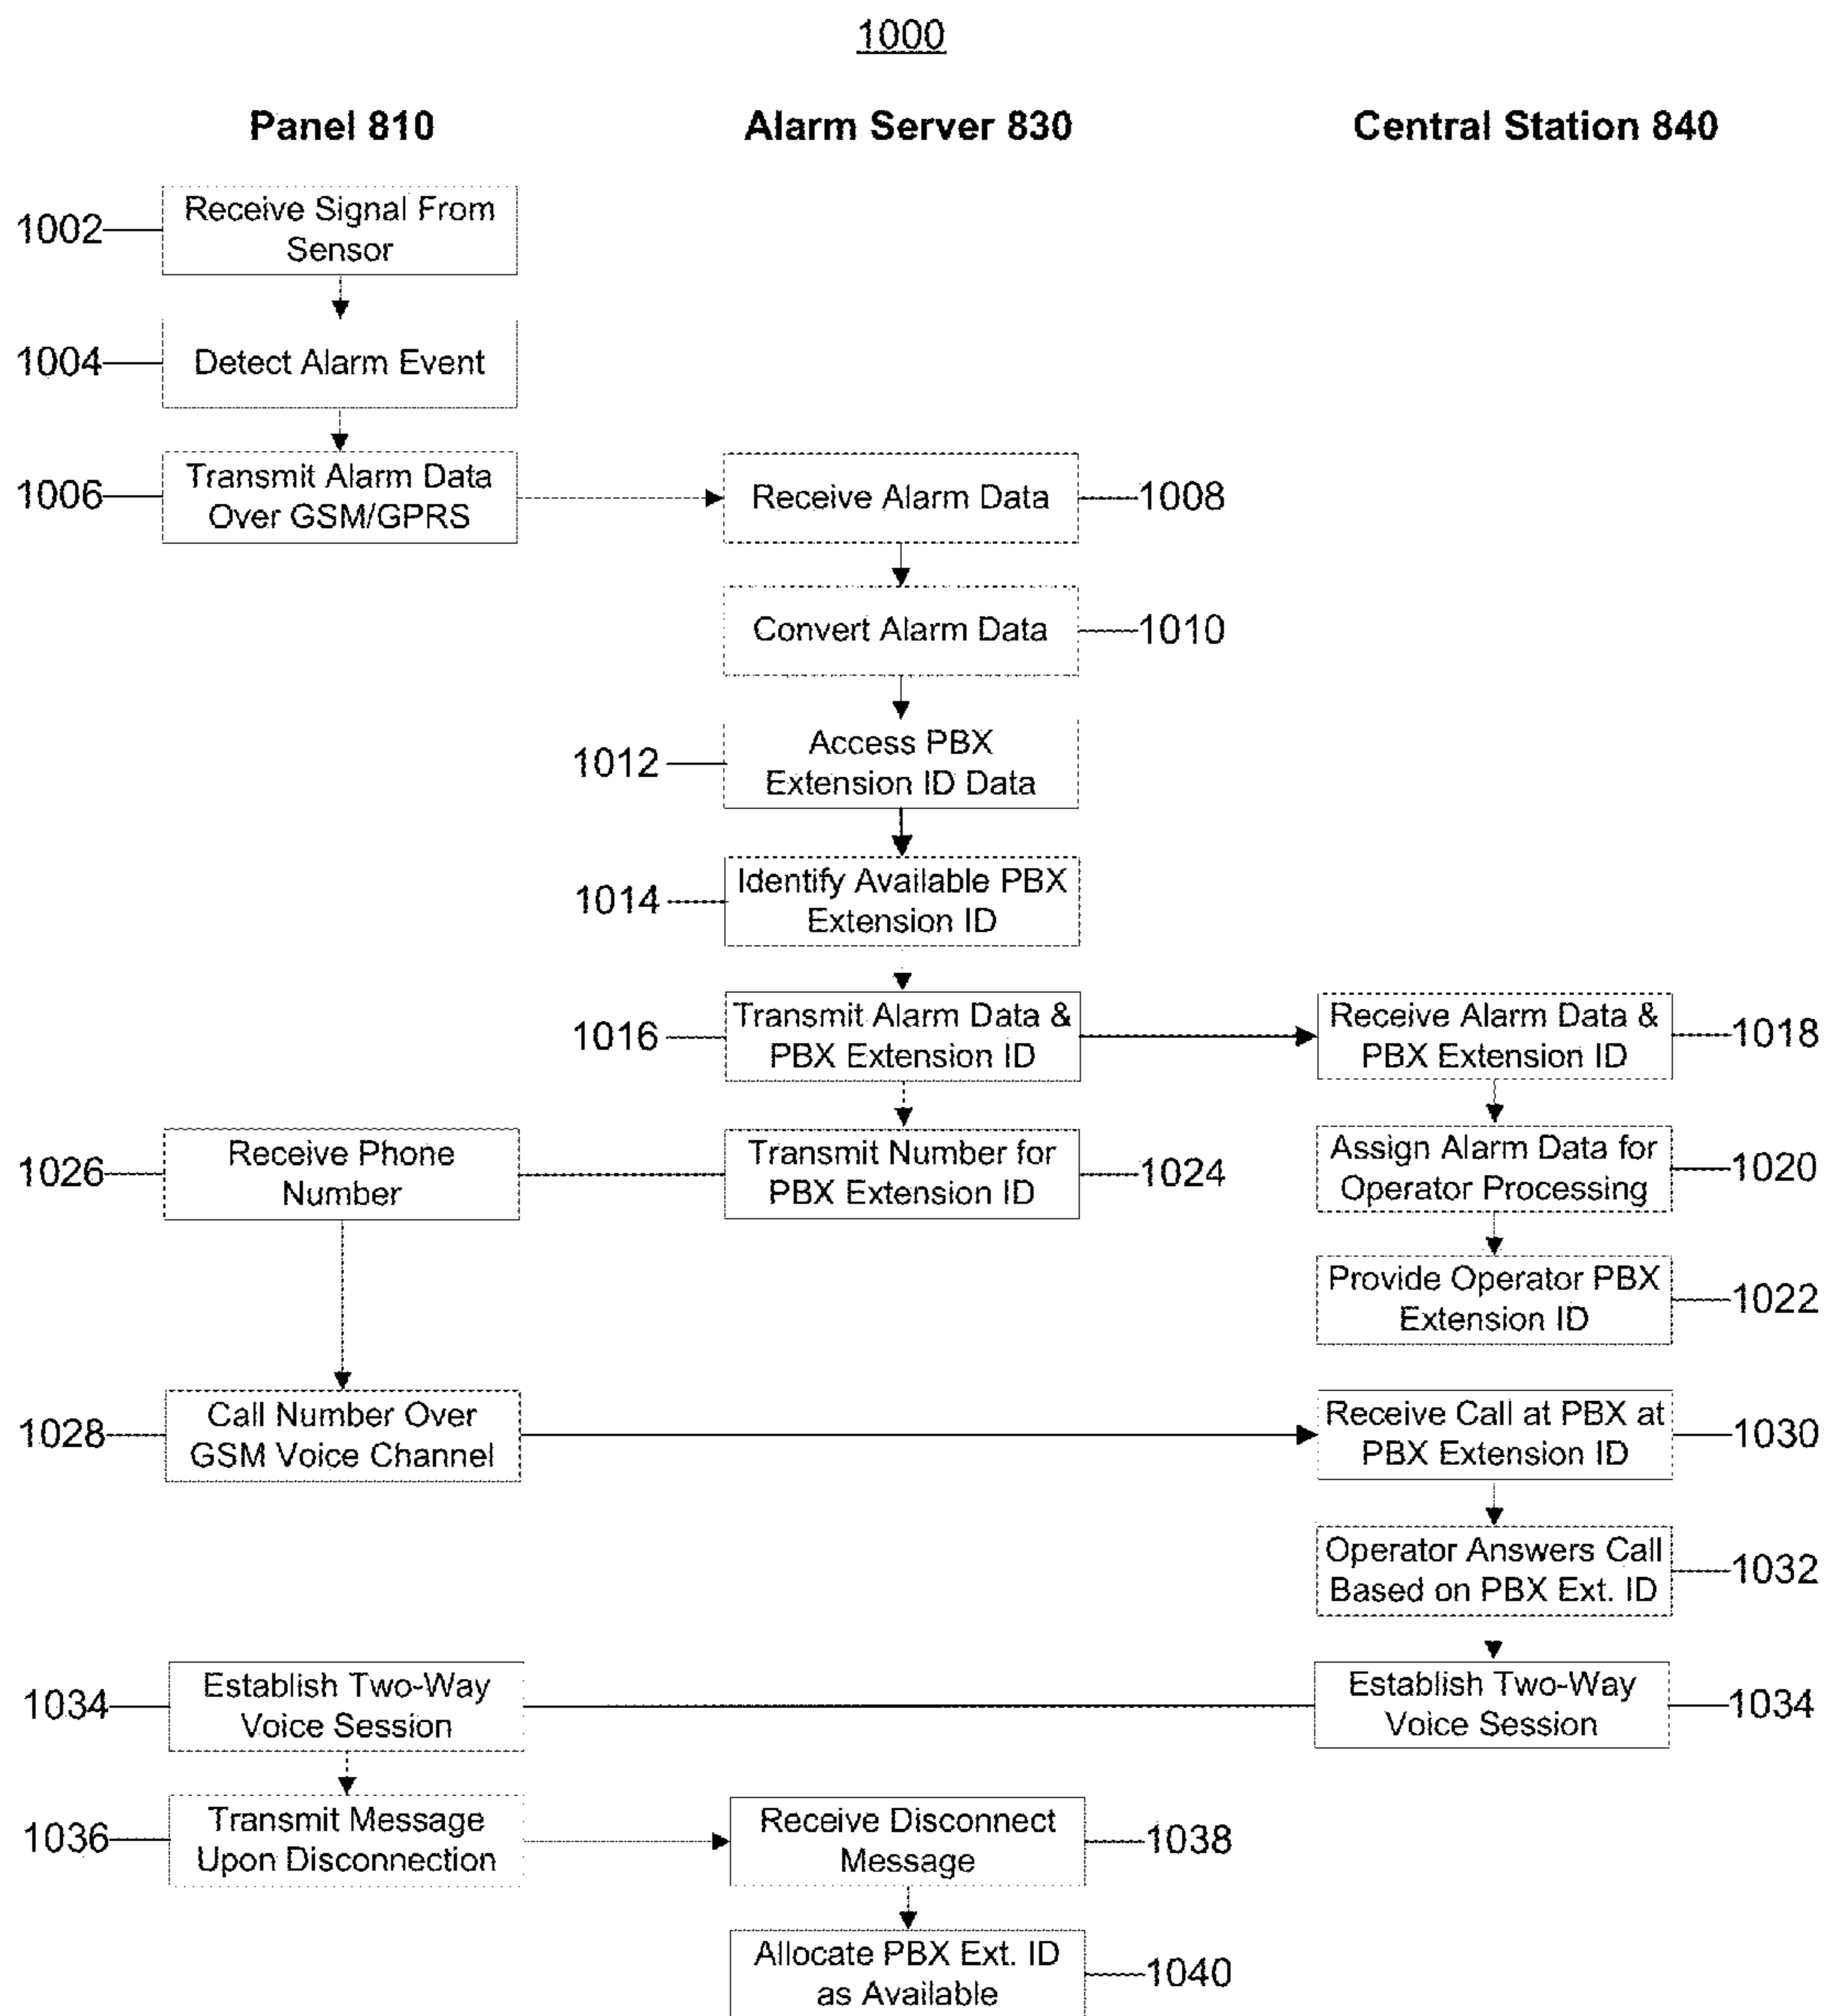 1000
Panel 810
Alarm Server 830
Central Station 840
1002
Receive Signal From
Sensor
1004
Detect Alarm Event
1006
Transmit Alarm Data
Over GSM/GPRS
Receive Alarm Data
1008
Convert Alarm Data
1010
1012
Access PBX
Extension ID Data
1014
Identify Available PBX
Extension ID
1016
Transmit Alarm Data &
PBX Extension ID
Receive Alarm Data &
PBX Extension ID
1018
1026
Receive Phone
Number
Transmit Number for
PBX Extension ID
1024
Assign Alarm Data for
Operator Processing
1020
Provide Operator PBX
Extension ID
1022
1028
Call Number Over
GSM Voice Channel
Receive Call at PBX at
PBX Extension ID
1030
Operator Answers Call
Based on PBX Ext. ID
1032
1034
Establish Two-Way
Voice Session
Establish Two-Way
Voice Session
1034
1036
Transmit Message
Upon Disconnection
Receive Disconnect
Message
1038
Allocate PBX Ext. ID
as Available
1040